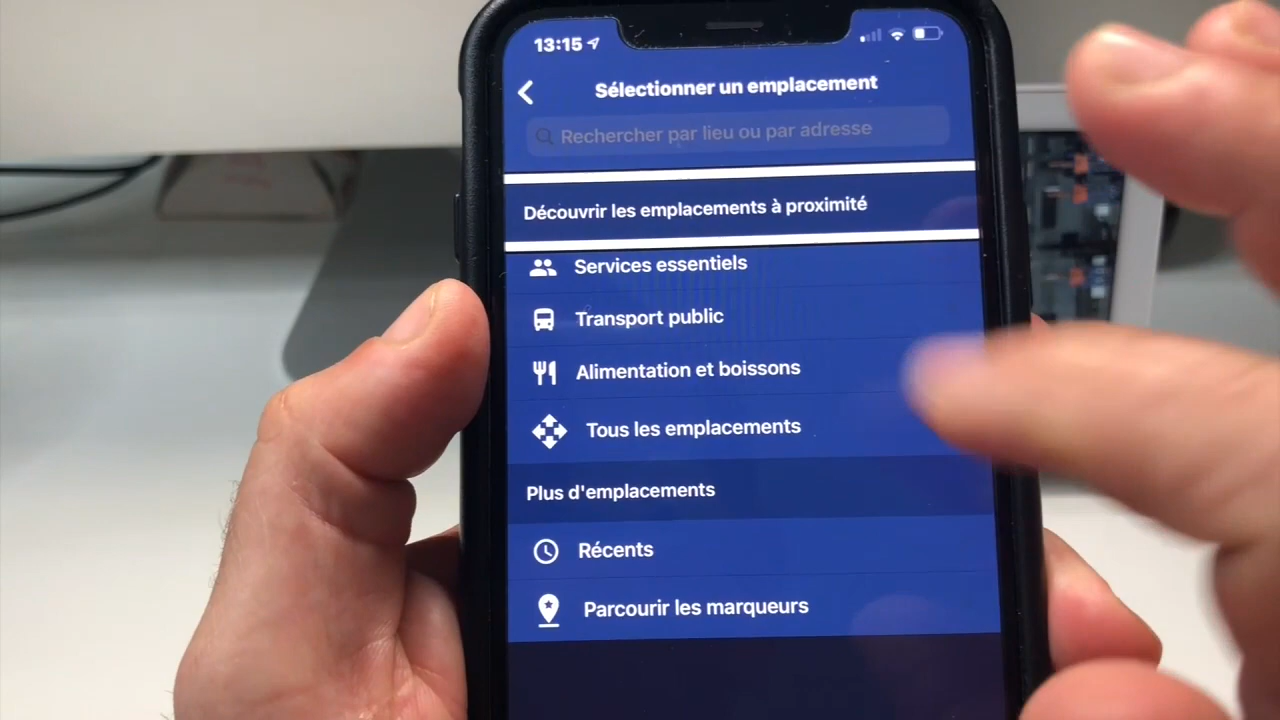 13:15
Sélectionner un emplacement
Rechercher par lieu ou par adresse
Découvrir les emplacements à proximité
Services essentiels
Transport public
Alimentation et boissons
Tous les emplacements
Plus d'emplacements
Récents
Parcourir les marqueurs